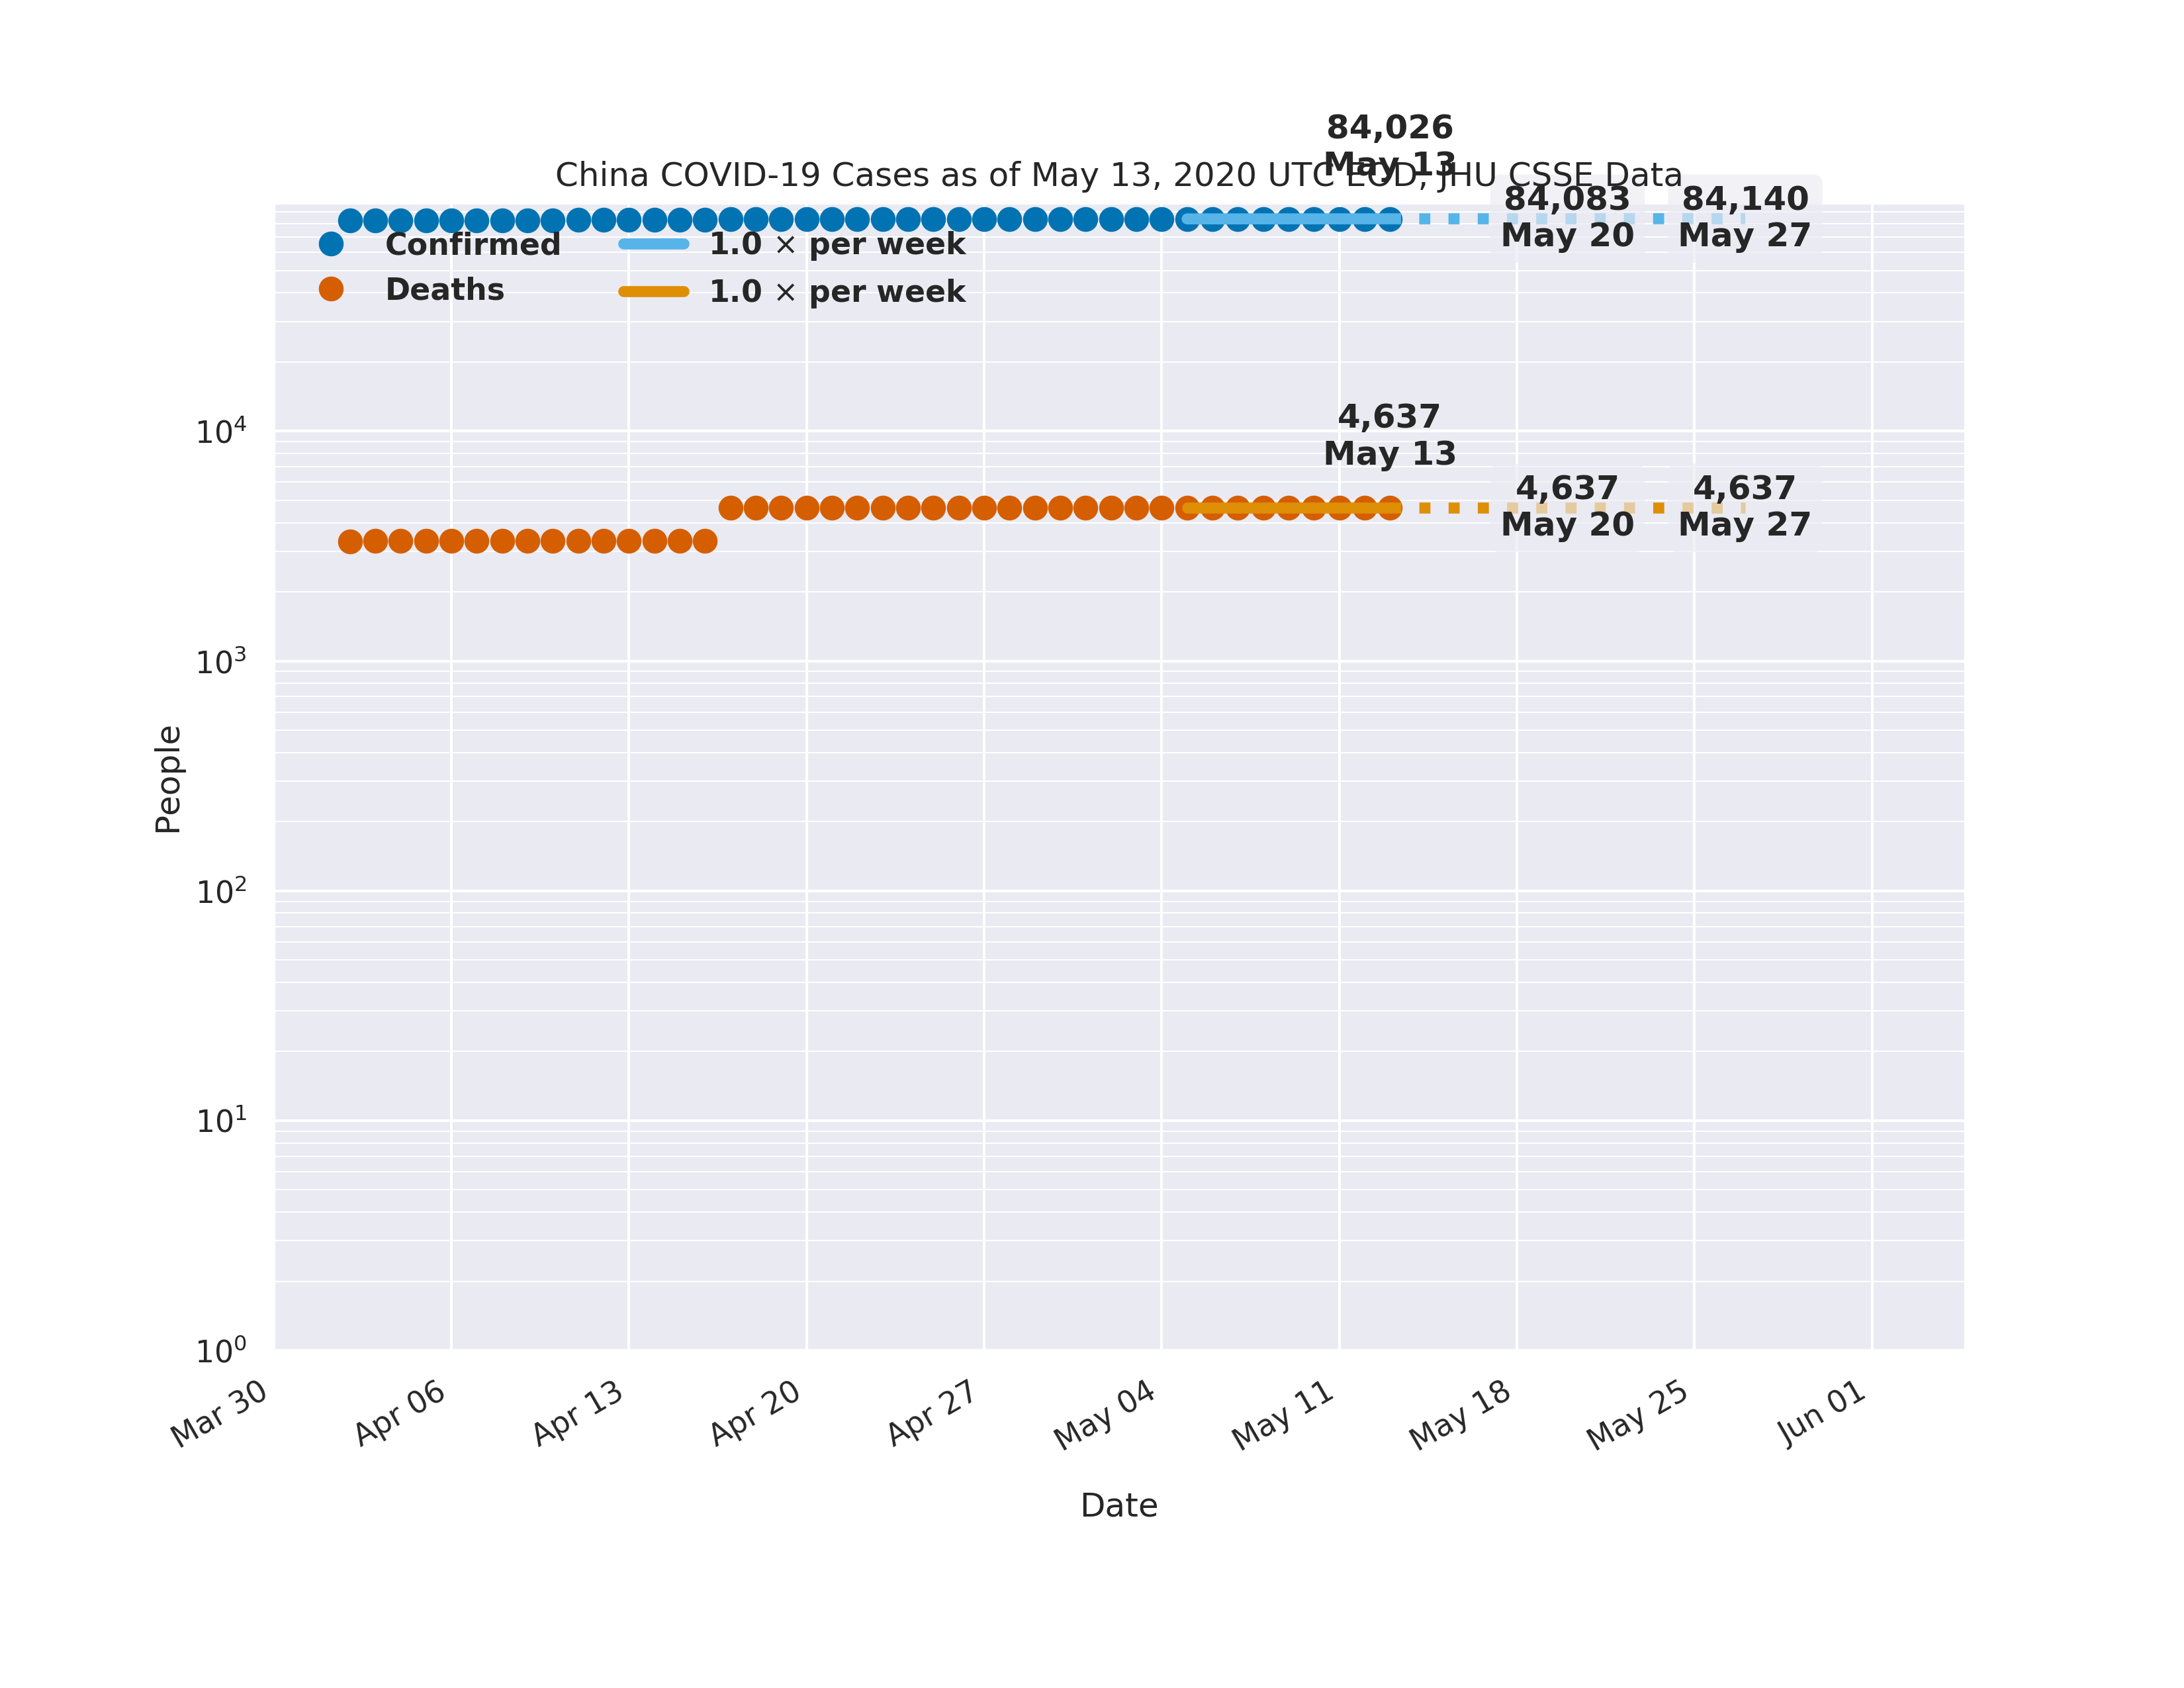 84,026
May 13
China COVID-19 Cases as of May 13, 2020 UTC EOD, JHU CSSE Data
84,083
May 20
84,140
May 27
Confirmed
Deaths
1.0 × per week
1.0 × per week
4,637
May 13
4,637
May 20
4,637
May 27
People
10⁴
10³
10²
10¹
10⁰
Mar 30
Apr 06
Apr 13
Apr 20
Apr 27
May 04
May 11
May 18
May 25
Jun 01
Date